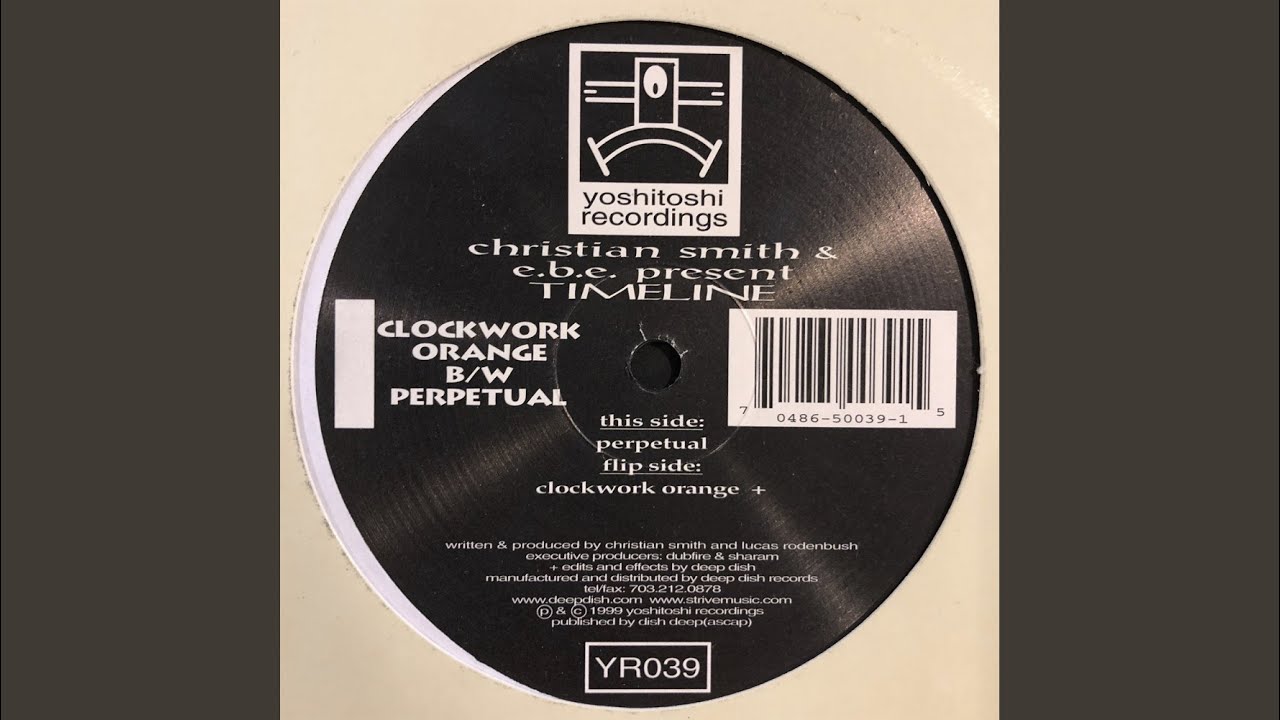 yoshitoshi
recordings
christian smith &
e.b.e. present
TIMELINE
CLOCKWORK
ORANGE
B/W
PERPETUAL
7 0486-50039-1 5
this side:
perpetual
flip side:
clockwork orange +
written & produced by christian smith and lucas rodenbush
executive producers: dubfire & sharam
+ edits and effects by deep dish
manufactured and distributed by deep dish records
tel/fax: 703.212.0878
www.deepdish.com www.strivemusic.com
ⓟ & © 1999 yoshitoshi recordings
published by dish deep(ascap)
YR039